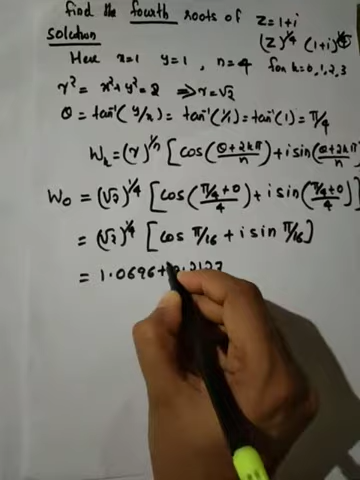 find the fourth roots of z=1+i
solution (z)^1/4 (1+i)^1/4
Here x=1 y=1, n=4 for k=0,1,2,3
r²= x²+y²=2 ⇒ r=√2
θ = tan⁻¹(y/x) = tan⁻¹(1/1) = tan⁻¹(1) = π/4
Wk = (r)^1/n [cos(θ+2kπ/n)+i sin(θ+2kπ/n)
W0 = (√2)^1/4 [cos(π/4+0/4)+i sin(π/4+0/4)]
= (√2)^1/4 [cos π/16 + i sin π/16]
= 1.0696+